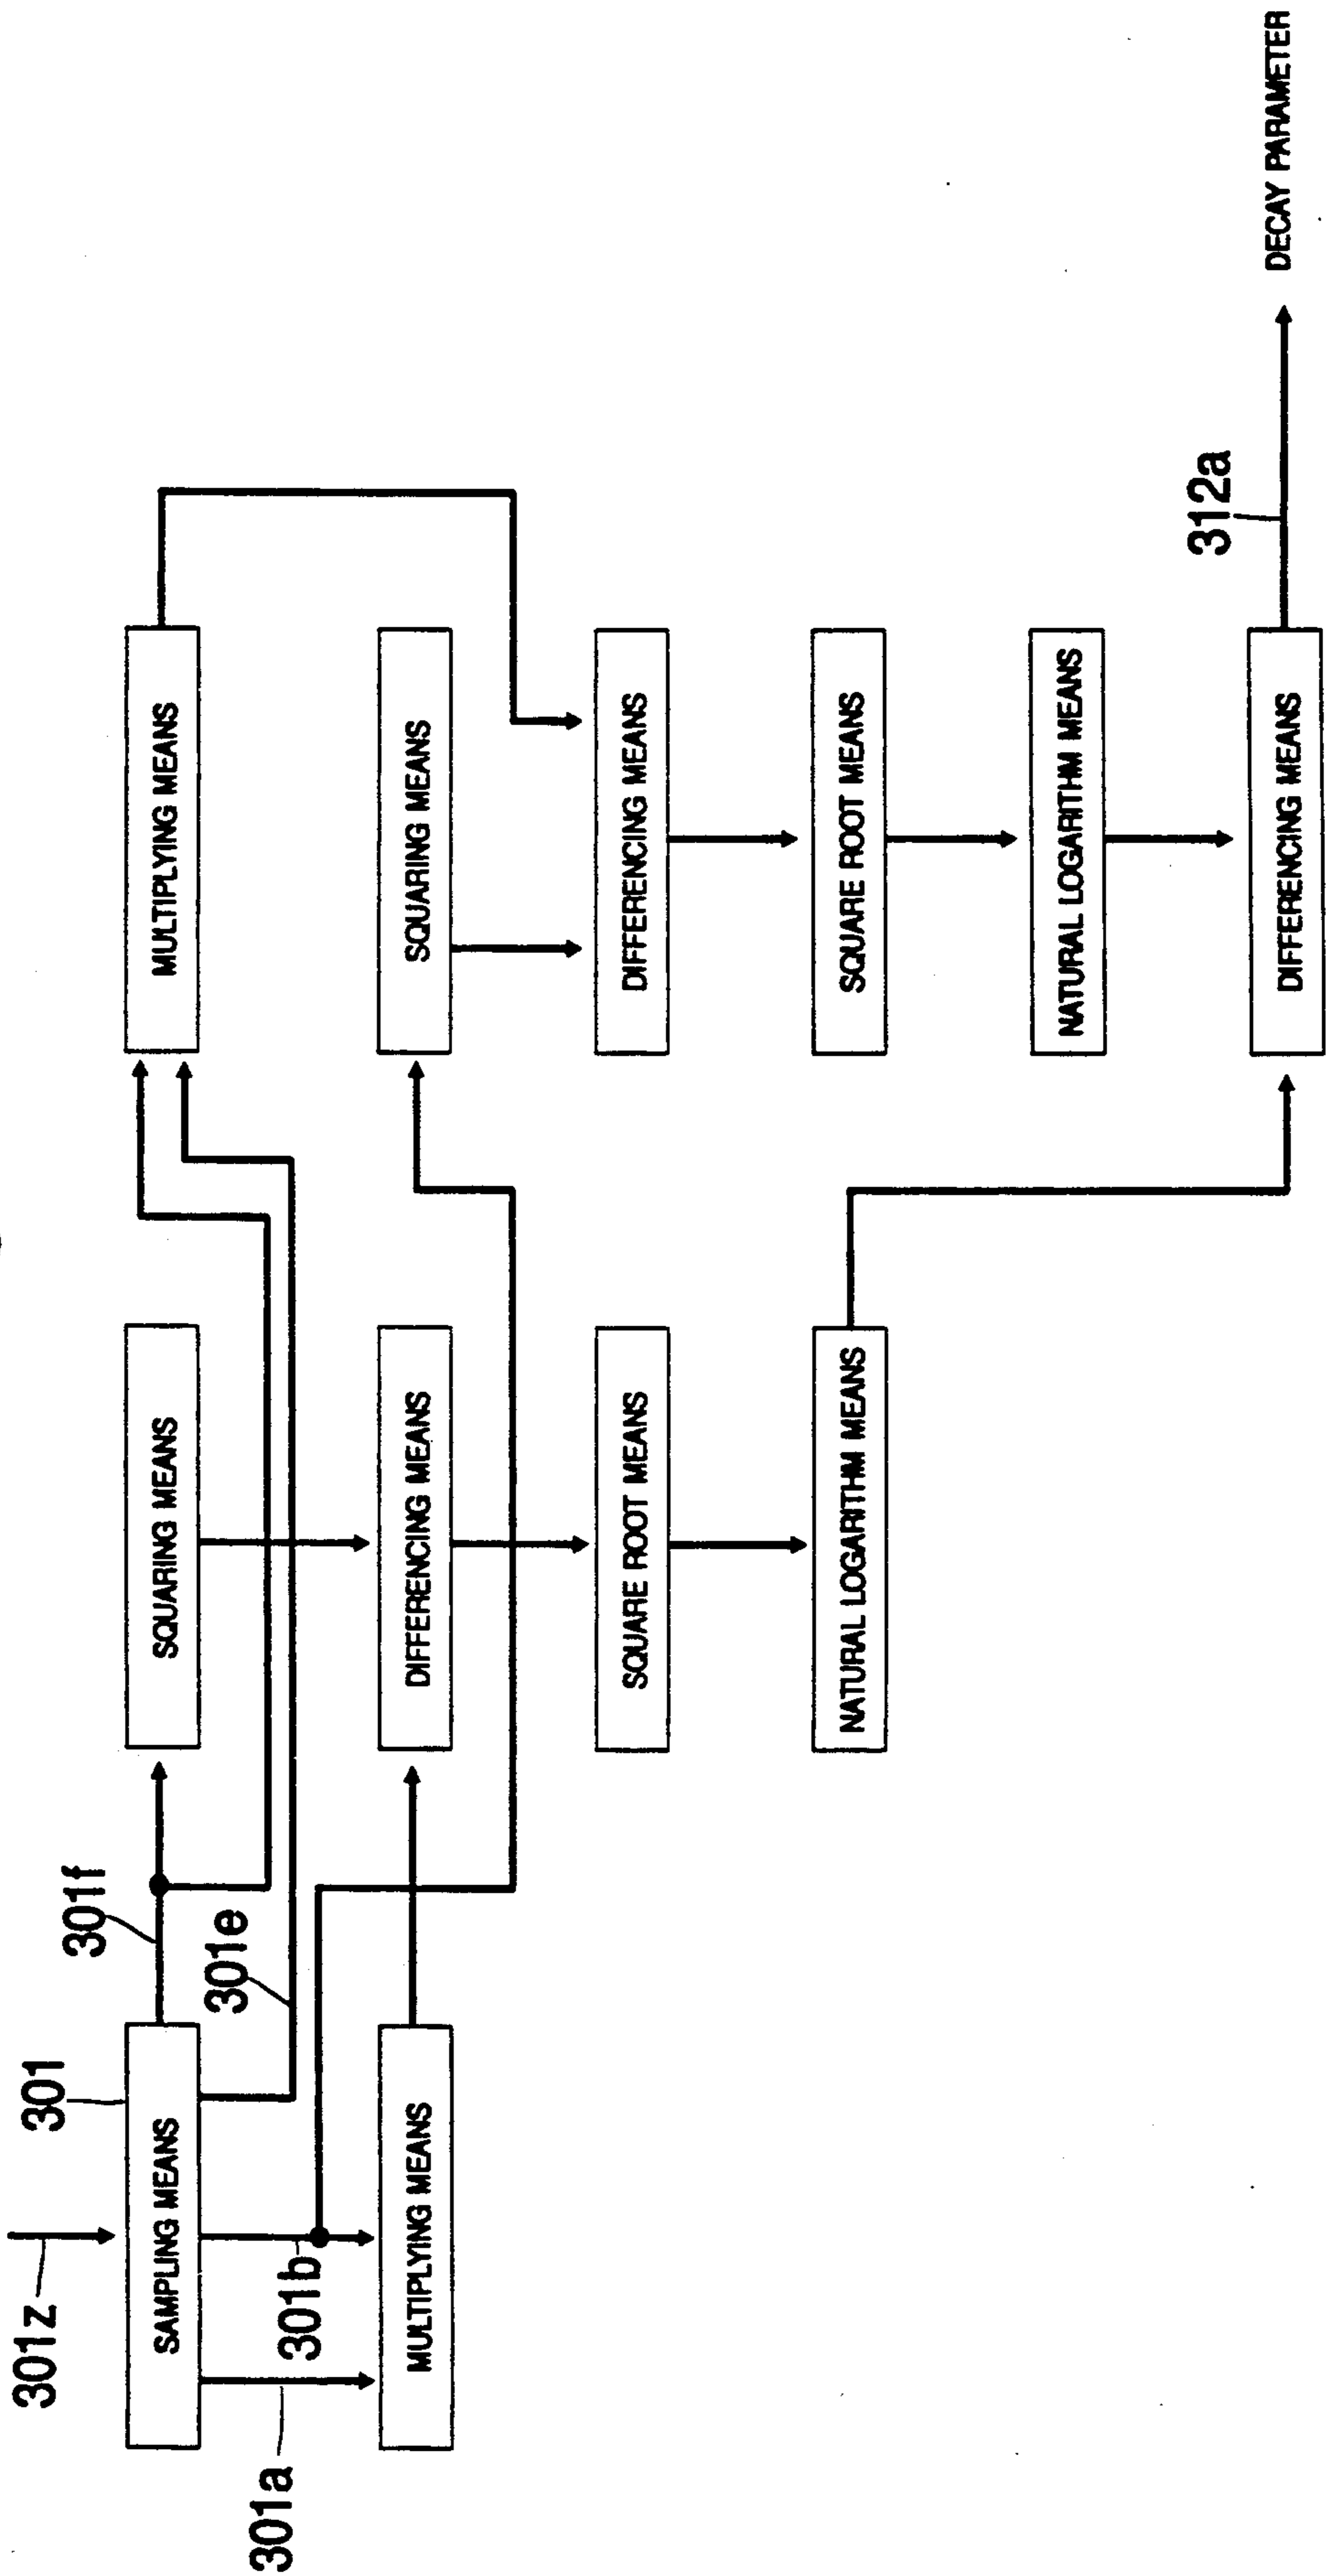 301z
301
301f
SAMPLING MEANS
SQUARING MEANS
MULTIPLYING MEANS
301a
301b
301e
MULTIPLYING MEANS
DIFFERENCING MEANS
SQUARING MEANS
SQUARE ROOT MEANS
DIFFERENCING MEANS
NATURAL LOGARITHM MEANS
SQUARE ROOT MEANS
NATURAL LOGARITHM MEANS
312a
DIFFERENCING MEANS
DECAY PARAMETER